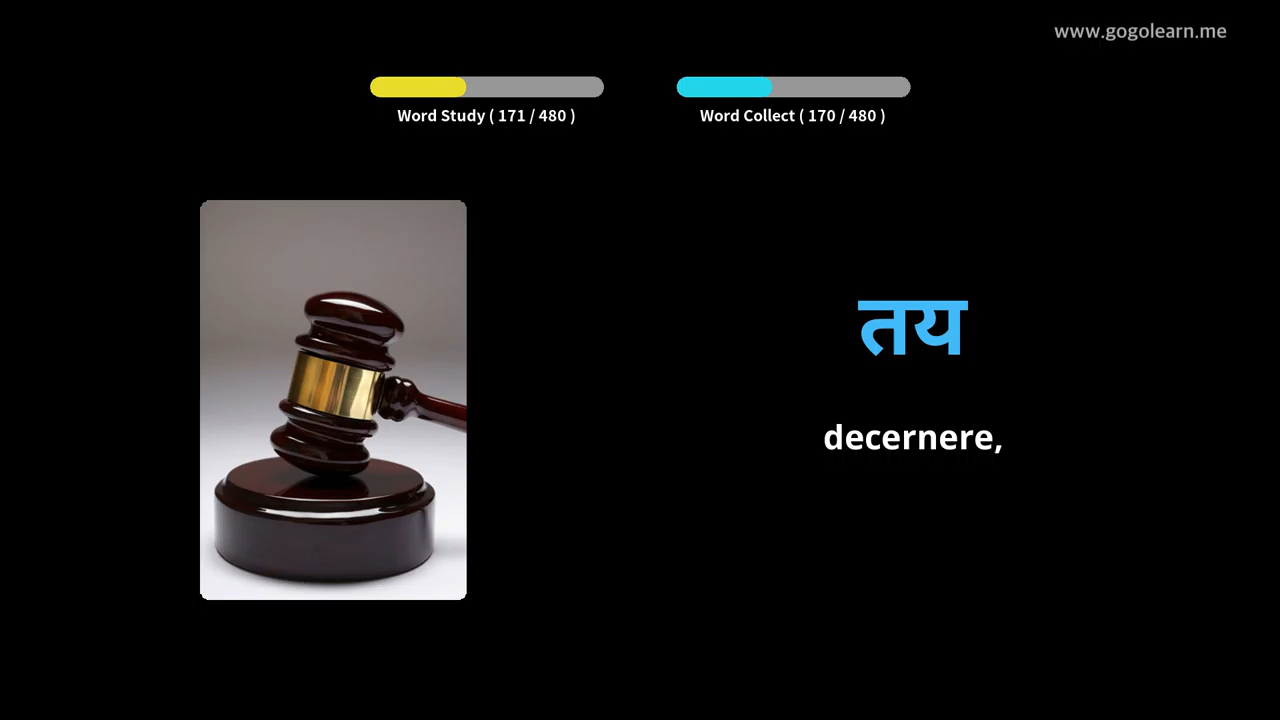 www.gogolearn.me
Word Study ( 171 / 480 )
Word Collect ( 170 / 480 )
तय
decernere,